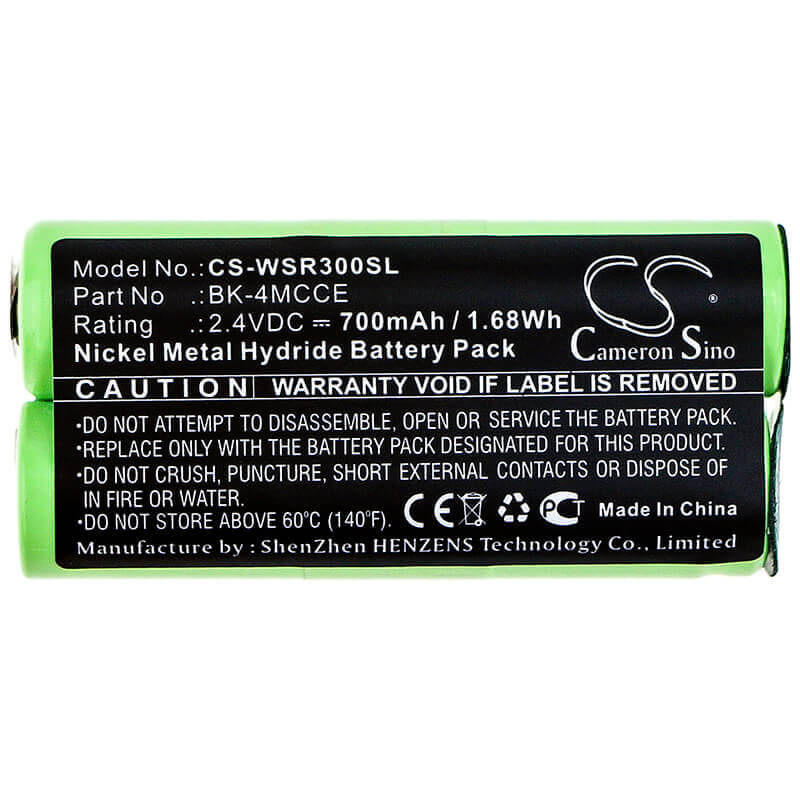 Model No.: CS-WSR300SL
Part No : BK-4MCCE
Rating : 2.4VDC ⎓ 700mAh / 1.68Wh
Nickel Metal Hydride Battery Pack
CS
®
Cameron Sino
CAUTION WARRANTY VOID IF LABEL IS REMOVED
•DO NOT ATTEMPT TO DISASSEMBLE, OPEN OR SERVICE THE BATTERY PACK.
•REPLACE ONLY WITH THE BATTERY PACK DESIGNATED FOR THIS PRODUCT.
•DO NOT CRUSH, PUNCTURE, SHORT EXTERNAL CONTACTS OR DISPOSE OF
IN FIRE OR WATER.
•DO NOT STORE ABOVE 60℃ (140℉).
CE PCT Made In China
Manufacture by : ShenZhen HENZENS Technology Co., Limited